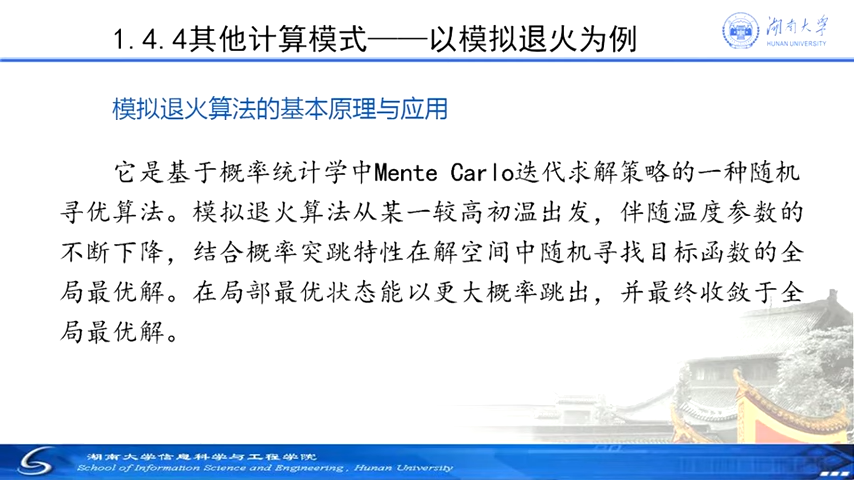 1.4.4其他计算模式——以模拟退火为例
湖南大学
HUNAN UNIVERSITY
模拟退火算法的基本原理与应用
它是基于概率统计学中Mente Carlo迭代求解策略的一种随机
寻优算法。模拟退火算法从某一较高初温出发，伴随温度参数的
不断下降，结合概率突跳特性在解空间中随机寻找目标函数的全
局最优解。在局部最优状态能以更大概率跳出，并最终收敛于全
局最优解。
湖南大学信息科学与工程学院
School of Information Science and Engineering, Hunan University